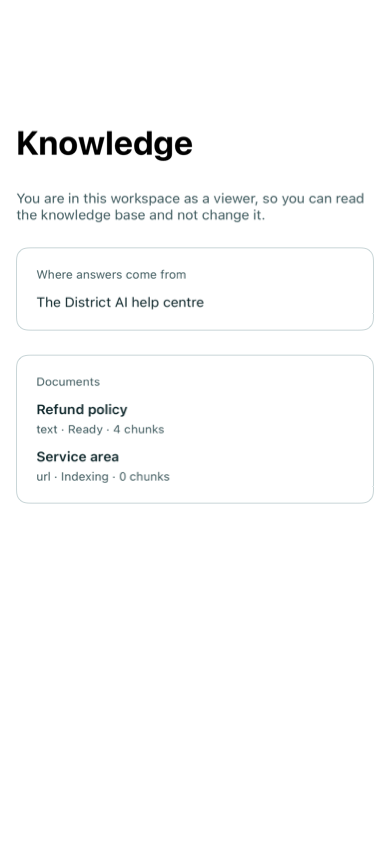 Knowledge
You are in this workspace as a viewer, so you can read
the knowledge base and not change it.
Where answers come from
The District AI help centre
Documents
Refund policy
text · Ready · 4 chunks
Service area
url · Indexing · 0 chunks